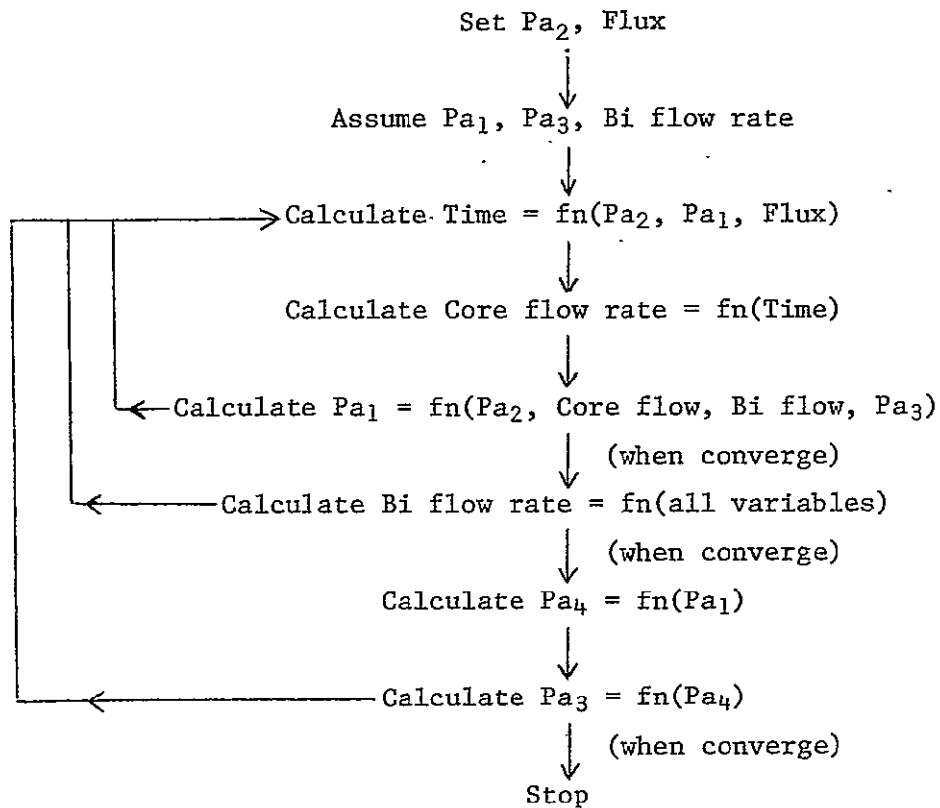 Set Pa₂, Flux
Assume Pa₁, Pa₃, Bi flow rate
Calculate Time = fn(Pa₂, Pa₁, Flux)
Calculate Core flow rate = fn(Time)
Calculate Pa₁ = fn(Pa₂, Core flow, Bi flow, Pa₃)
(when converge)
Calculate Bi flow rate = fn(all variables)
(when converge)
Calculate Pa₄ = fn(Pa₁)
Calculate Pa₃ = fn(Pa₄)
(when converge)
Stop